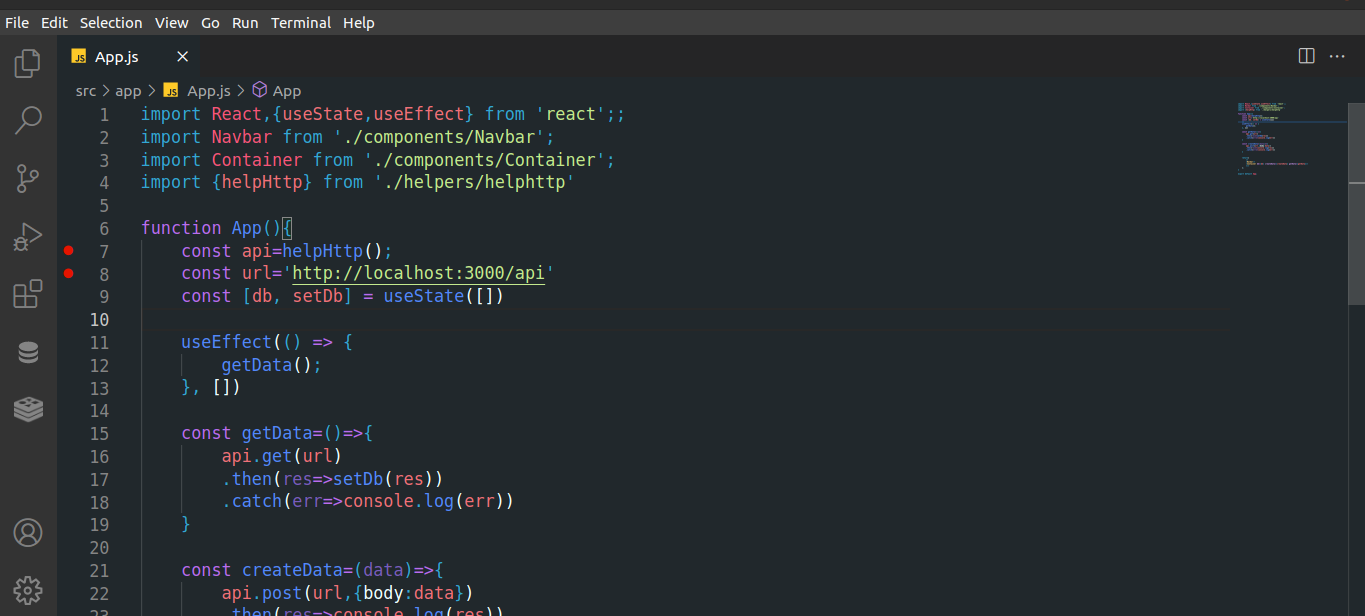 File Edit Selection View Go Run Terminal Help
JS App.js
src > app > JS App.js > App
1 import React,{useState,useEffect} from 'react';;
2 import Navbar from './components/Navbar';
3 import Container from './components/Container';
4 import {helpHttp} from './helpers/helphttp'
5
6 function App(){
7 const api=helpHttp();
8 const url='http://localhost:3000/api'
9 const [db, setDb] = useState([])
10
11 useEffect(() => {
12 getData();
13 }, [])
14
15 const getData=()=>{
16 api.get(url)
17 .then(res=>setDb(res))
18 .catch(err=>console.log(err))
19 }
20
21 const createData=(data)=>{
22 api.post(url,{body:data})
23 .then(res=>console.log(res))